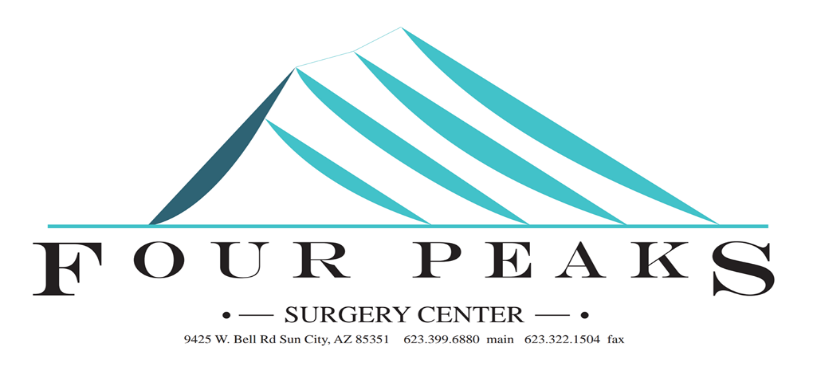 FOUR PEAKS
SURGERY CENTER
9425 W. Bell Rd Sun City, AZ 85351 623.399.6880 main 623.322.1504 fax